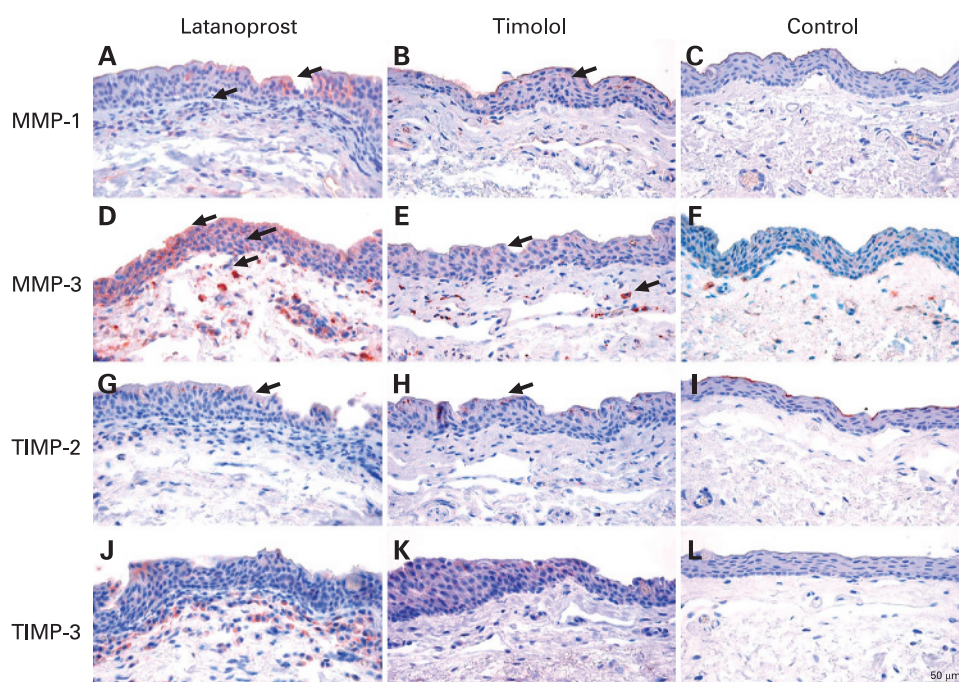 Latanoprost Timolol Control
A B C
MMP-1
D E F
MMP-3
G H I
TIMP-2
J K L
TIMP-3
50 µm